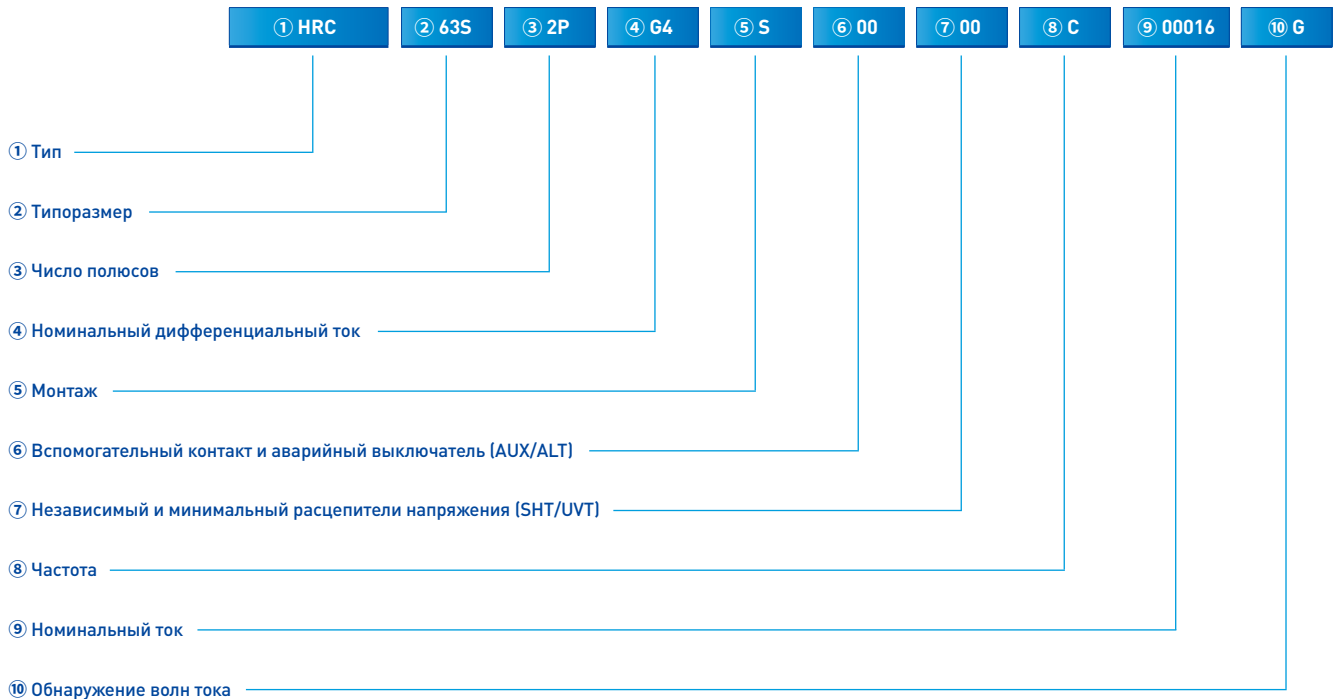 ① HRC ② 63S ③ 2P ④ G4 ⑤ S ⑥ 00 ⑦ 00 ⑧ C ⑨ 00016 ⑩ G
① Тип
② Типоразмер
③ Число полюсов
④ Номинальный дифференциальный ток
⑤ Монтаж
⑥ Вспомогательный контакт и аварийный выключатель (AUX/ALT)
⑦ Независимый и минимальный расцепители напряжения (SHT/UVT)
⑧ Частота
⑨ Номинальный ток
⑩ Обнаружение волн тока